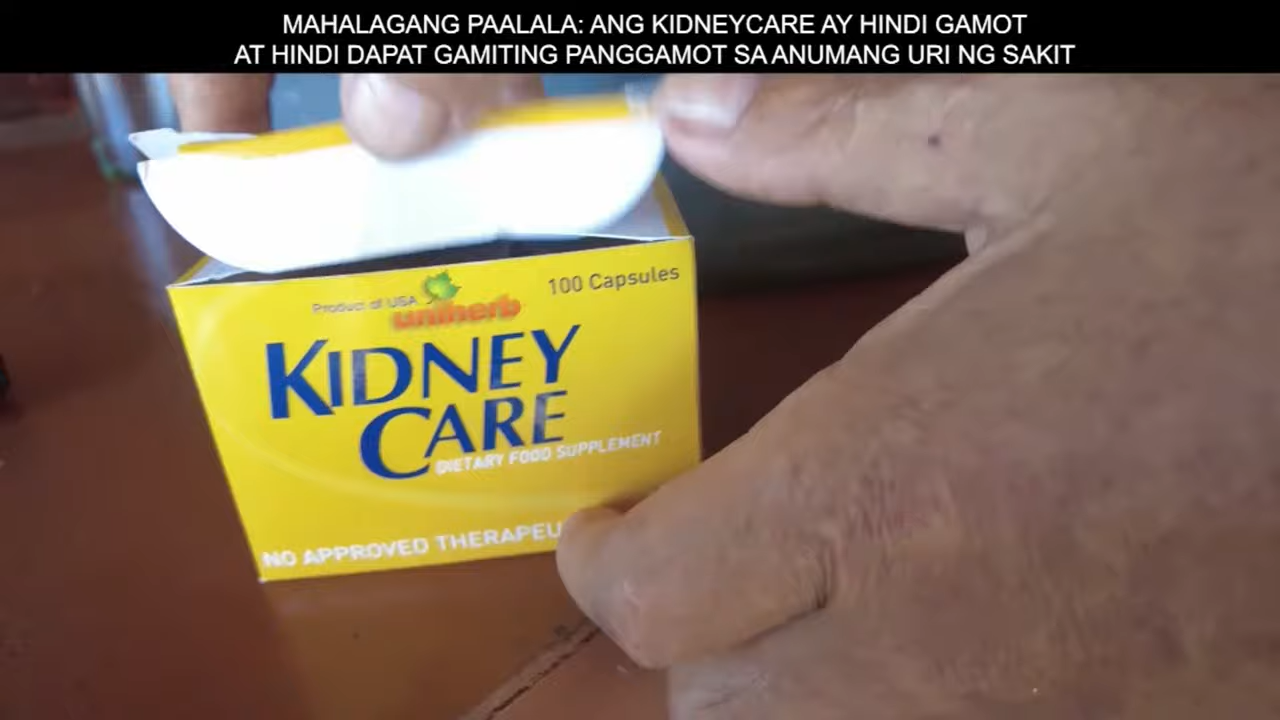 MAHALAGANG PAALALA: ANG KIDNEYCARE AY HINDI GAMOT
AT HINDI DAPAT GAMITING PANGGAMOT SA ANUMANG URI NG SAKIT
Product of USA
uniherb
100 Capsules
KIDNEY
CARE
DIETARY FOOD SUPPLEMENT
NO APPROVED